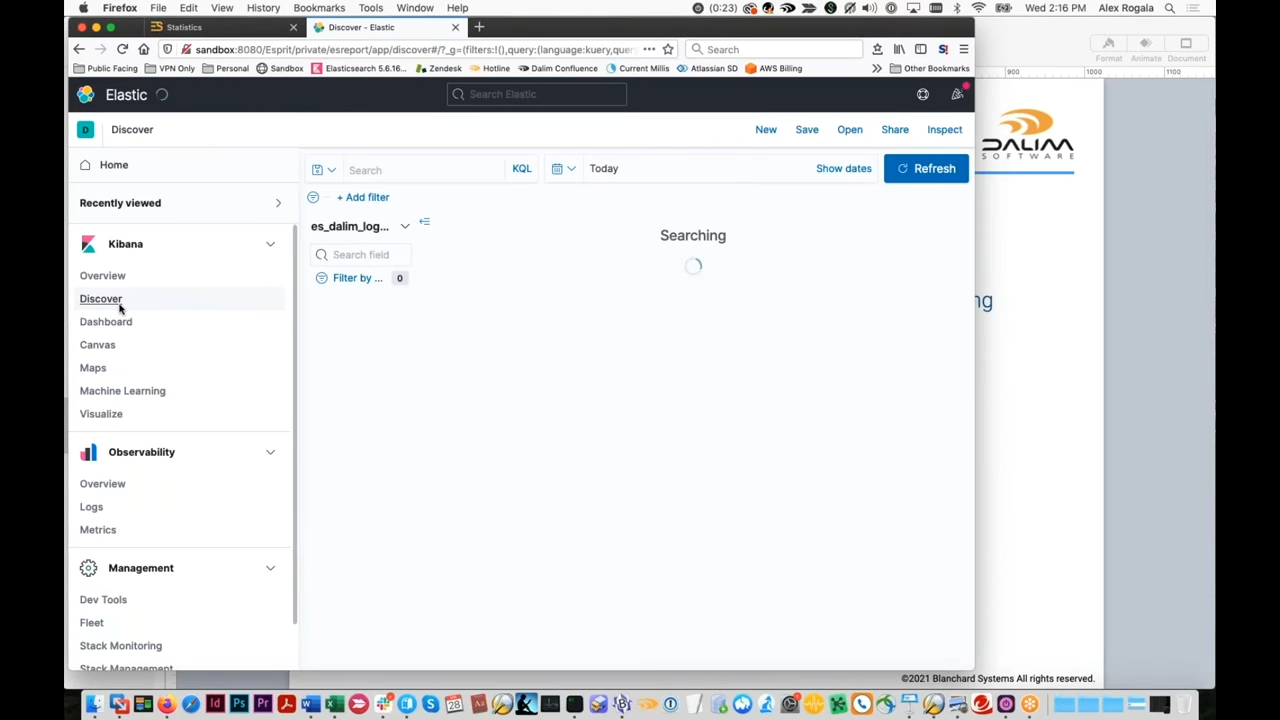 Firefox File Edit View History Bookmarks Tools Window Help (0:23) Wed 2:16 PM Alex Rogala
Statistics Discover - Elastic
sandbox:8080/Esprit/private/esreport/app/discover#/?_g=(filters:!(),query:(language:kuery,quer Search
Public Facing VPN Only Personal Sandbox Elasticsearch 5.6.16... Zendesk Hotline Dalim Confluence Current Millis Atlassian SD AWS Billing Other Bookmarks
Format Animate Document
900 1000 1100
Elastic Search Elastic
D Discover New Save Open Share Inspect
DALIM
SOFTWARE
Home
Search KQL Today Show dates Refresh
+ Add filter
Recently viewed
es_dalim_log...
Searching
Kibana
Search field
Overview
Filter by ... 0
Discover
ng
Dashboard
Canvas
Maps
Machine Learning
Visualize
Observability
Overview
Logs
Metrics
Management
Dev Tools
Fleet
Stack Monitoring
Stack Management
©2021 Blanchard Systems All rights reserved.